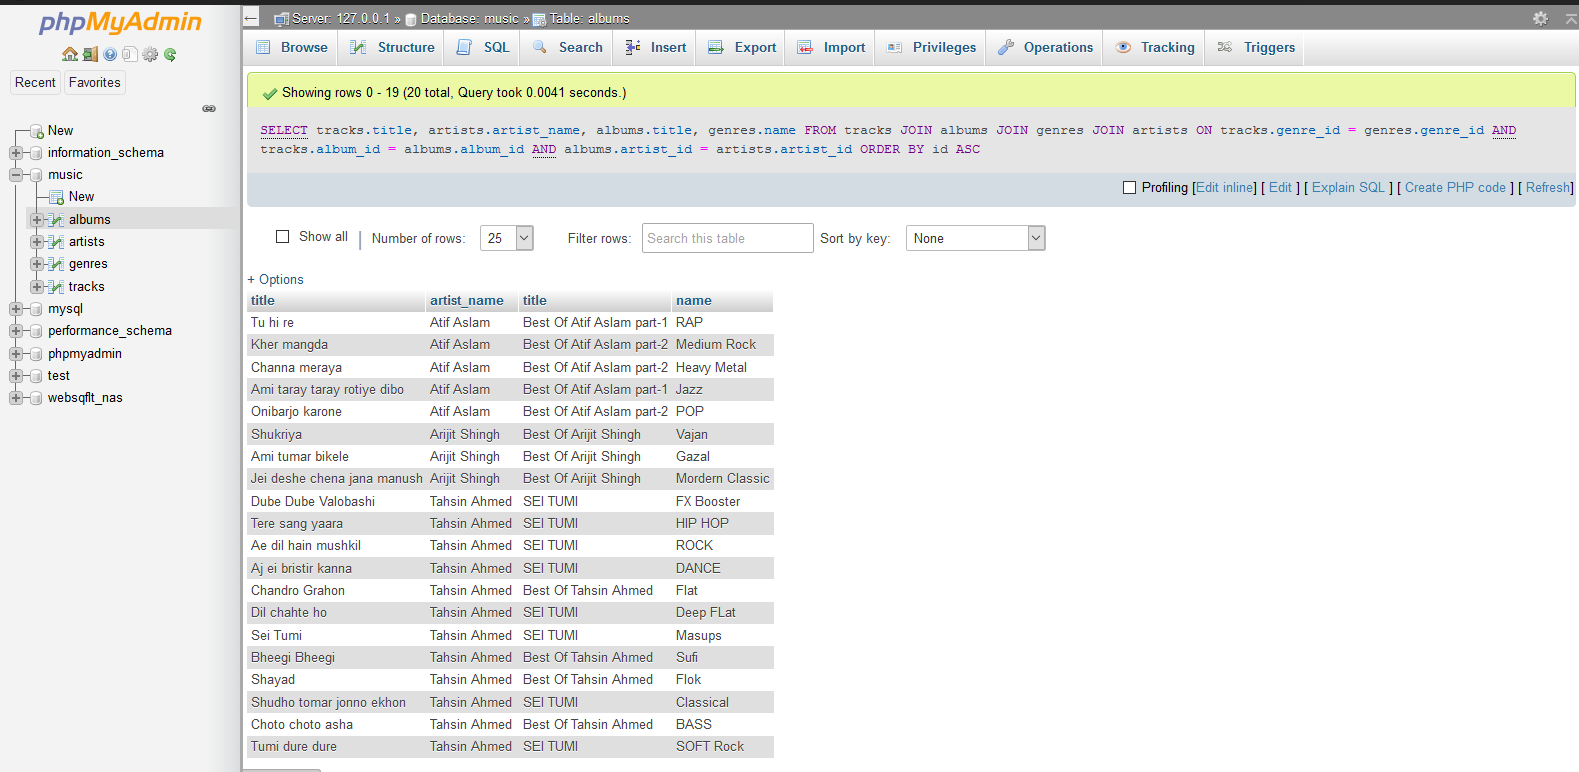 phpMyAdmin
Recent Favorites
New
information_schema
music
New
albums
artists
genres
tracks
mysql
performance_schema
phpmyadmin
test
websqflt_nas
Server: 127.0.0.1 » Database: music » Table: albums
Browse Structure SQL Search Insert Export Import Privileges Operations Tracking Triggers
Showing rows 0 - 19 (20 total, Query took 0.0041 seconds.)
SELECT tracks.title, artists.artist_name, albums.title, genres.name FROM tracks JOIN albums JOIN genres JOIN artists ON tracks.genre_id = genres.genre_id AND
tracks.album_id = albums.album_id AND albums.artist_id = artists.artist_id ORDER BY id ASC
Profiling [Edit inline] [ Edit ] [ Explain SQL ] [ Create PHP code ] [ Refresh]
Show all | Number of rows: 25 Filter rows: Search this table Sort by key: None
+ Options
title artist_name title name
Tu hi re Atif Aslam Best Of Atif Aslam part-1 RAP
Kher mangda Atif Aslam Best Of Atif Aslam part-2 Medium Rock
Channa meraya Atif Aslam Best Of Atif Aslam part-2 Heavy Metal
Ami taray taray rotiye dibo Atif Aslam Best Of Atif Aslam part-1 Jazz
Onibarjo karone Atif Aslam Best Of Atif Aslam part-2 POP
Shukriya Arijit Shingh Best Of Arijit Shingh Vajan
Ami tumar bikele Arijit Shingh Best Of Arijit Shingh Gazal
Jei deshe chena jana manush Arijit Shingh Best Of Arijit Shingh Mordern Classic
Dube Dube Valobashi Tahsin Ahmed SEI TUMI FX Booster
Tere sang yaara Tahsin Ahmed SEI TUMI HIP HOP
Ae dil hain mushkil Tahsin Ahmed SEI TUMI ROCK
Aj ei bristir kanna Tahsin Ahmed SEI TUMI DANCE
Chandro Grahon Tahsin Ahmed Best Of Tahsin Ahmed Flat
Dil chahte ho Tahsin Ahmed SEI TUMI Deep FLat
Sei Tumi Tahsin Ahmed SEI TUMI Masups
Bheegi Bheegi Tahsin Ahmed Best Of Tahsin Ahmed Sufi
Shayad Tahsin Ahmed Best Of Tahsin Ahmed Flok
Shudho tomar jonno ekhon Tahsin Ahmed SEI TUMI Classical
Choto choto asha Tahsin Ahmed Best Of Tahsin Ahmed BASS
Tumi dure dure Tahsin Ahmed SEI TUMI SOFT Rock